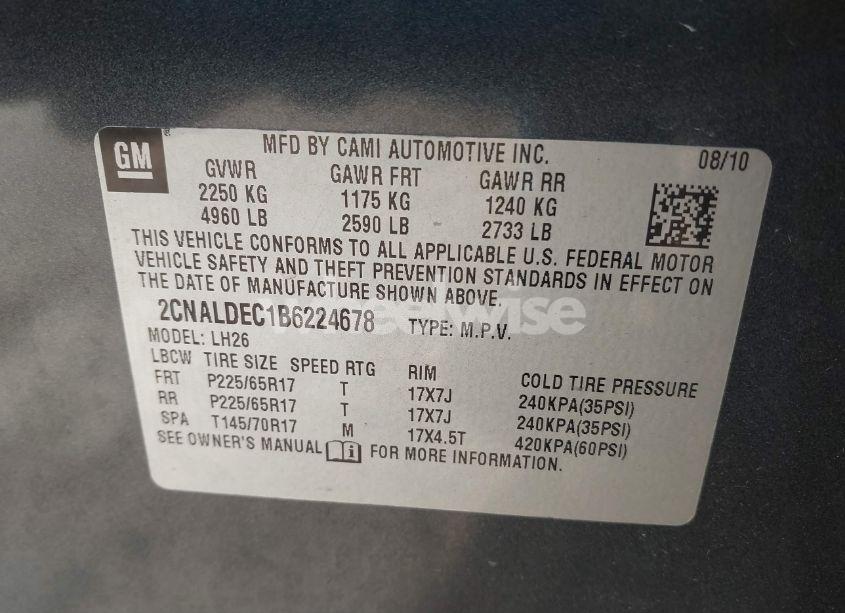 GM
MFD BY CAMI AUTOMOTIVE INC. 08/10
GVWR GAWR FRT GAWR RR
2250 KG 1175 KG 1240 KG
4960 LB 2590 LB 2733 LB
THIS VEHICLE CONFORMS TO ALL APPLICABLE U.S. FEDERAL MOTOR
VEHICLE SAFETY AND THEFT PREVENTION STANDARDS IN EFFECT ON
THE DATE OF MANUFACTURE SHOWN ABOVE.
2CNALDEC1B6224678 TYPE: M.P.V.
MODEL: LH26
LBCW TIRE SIZE SPEED RTG RIM COLD TIRE PRESSURE
FRT P225/65R17 T 17X7J 240KPA(35PSI)
RR P225/65R17 T 17X7J 240KPA(35PSI)
SPA T145/70R17 M 17X4.5T 420KPA(60PSI)
SEE OWNER'S MANUAL FOR MORE INFORMATION.